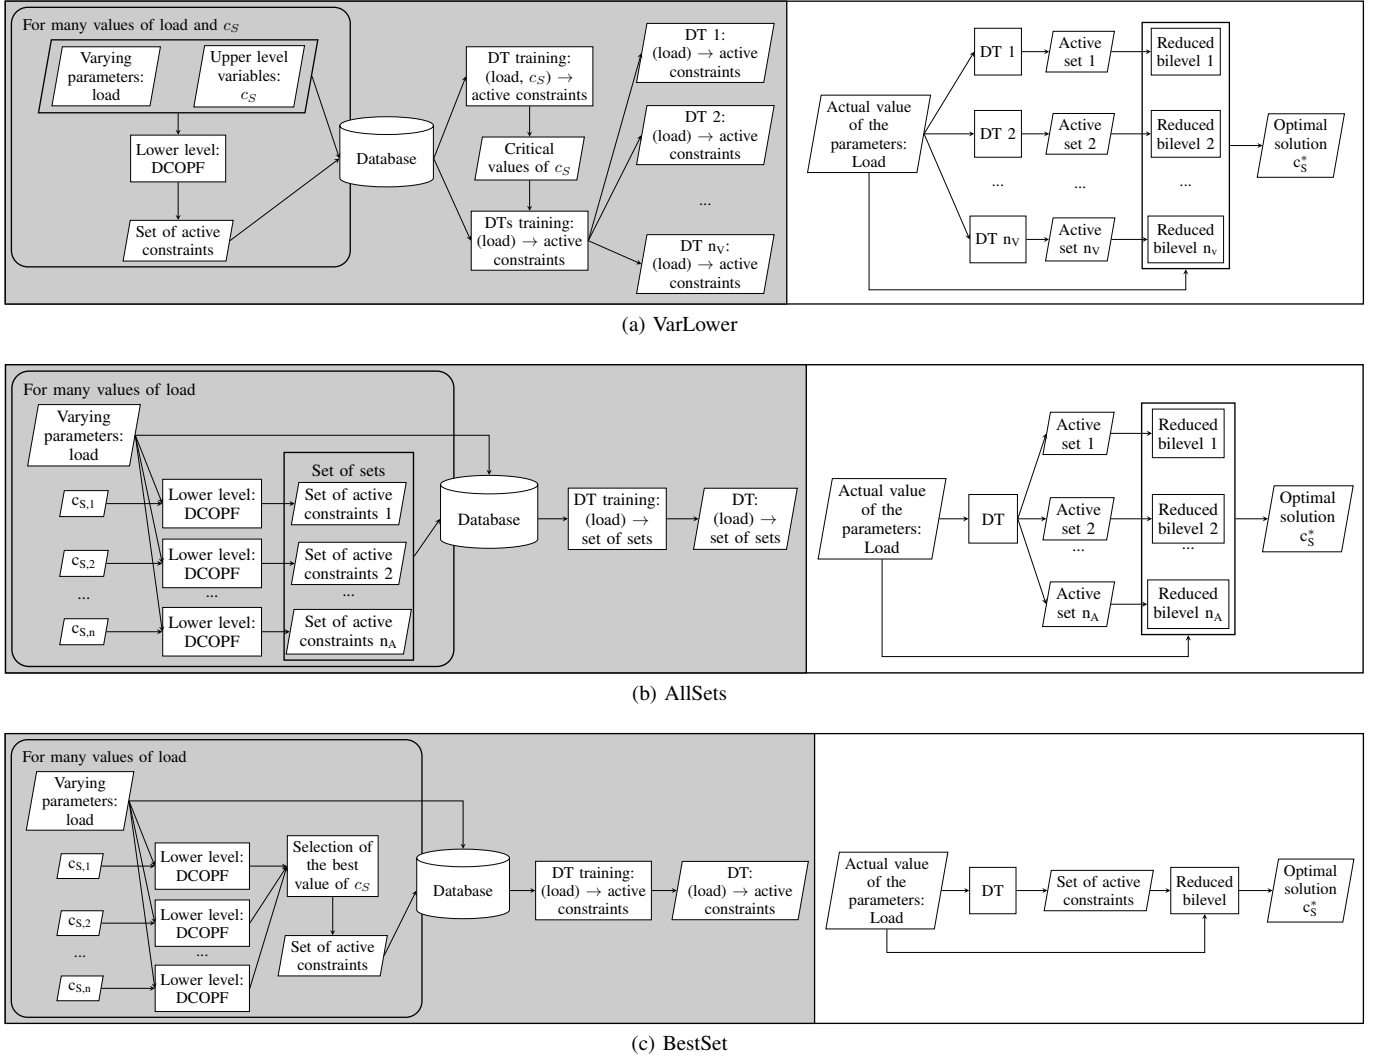 For many values of load and c_S
Varying
parameters:
load
Upper level
variables:
c_S
Lower level:
DCOPF
Set of active
constraints
Database
DT training:
(load, c_S) →
active constraints
Critical
values of c_S
DTs training:
(load) → active
constraints
DT 1:
(load) → active
constraints
DT 2:
(load) → active
constraints
...
DT n_V:
(load) → active
constraints
Actual value
of the
parameters:
Load
DT 1
DT 2
...
DT n_V
Active
set 1
Active
set 2
...
Active
set n_V
Reduced
bilevel 1
Reduced
bilevel 2
...
Reduced
bilevel n_v
Optimal
solution
c_S^*
(a) VarLower
For many values of load
Varying
parameters:
load
c_S,1
c_S,2
...
c_S,n
Lower level:
DCOPF
Lower level:
DCOPF
...
Lower level:
DCOPF
Set of sets
Set of active
constraints 1
Set of active
constraints 2
...
Set of active
constraints n_A
Database
DT training:
(load) →
set of sets
DT:
(load) →
set of sets
Actual value
of the
parameters:
Load
DT
Active
set 1
Active
set 2
...
Active
set n_A
Reduced
bilevel 1
Reduced
bilevel 2
...
Reduced
bilevel n_A
Optimal
solution
c_S^*
(b) AllSets
For many values of load
Varying
parameters:
load
c_S,1
c_S,2
...
c_S,n
Lower level:
DCOPF
Lower level:
DCOPF
...
Lower level:
DCOPF
Selection of
the best
value of c_S
Set of active
constraints
Database
DT training:
(load) → active
constraints
DT:
(load) → active
constraints
Actual value
of the
parameters:
Load
DT
Set of active
constraints
Reduced
bilevel
Optimal
solution
c_S^*
(c) BestSet